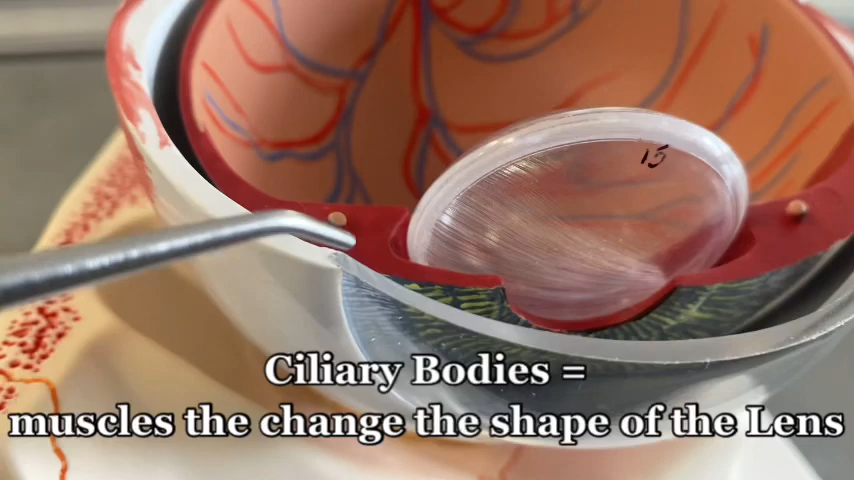 15
Ciliary Bodies =
muscles the change the shape of the Lens